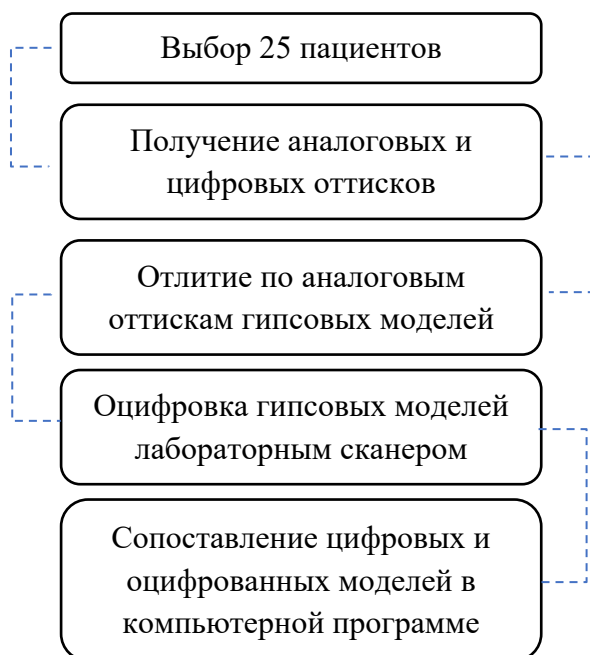 Выбор 25 пациентов
Получение аналоговых и
цифровых оттисков
Отлитие по аналоговым
оттискам гипсовых моделей
Оцифровка гипсовых моделей
лабораторным сканером
Сопоставление цифровых и
оцифрованных моделей в
компьютерной программе